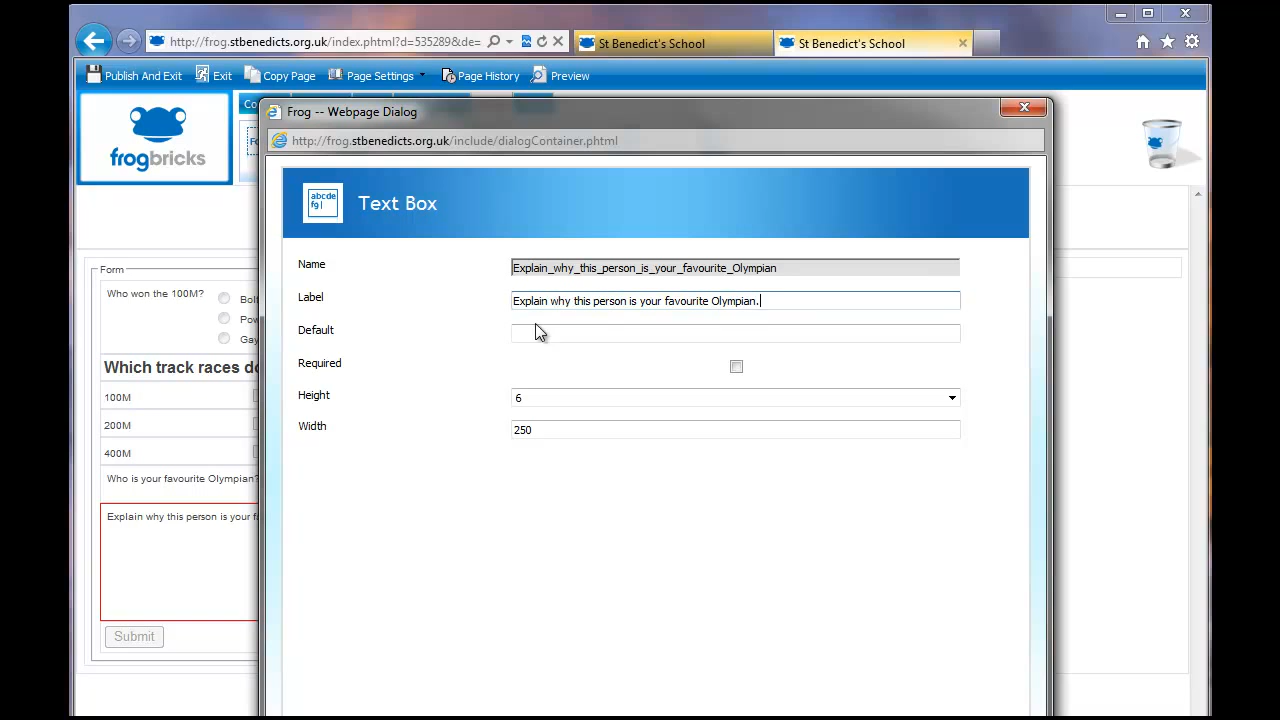 http://frog.stbenedicts.org.uk/index.phtml?d=535289&de=
St Benedict's School
St Benedict's School
Publish And Exit
Exit
Copy Page
Page Settings
Page History
Preview
frogbricks
Frog -- Webpage Dialog
http://frog.stbenedicts.org.uk/include/dialogContainer.phtml
abcde
fg
Text Box
Name
Explain_why_this_person_is_your_favourite_Olympian
Label
Explain why this person is your favourite Olympian.
Default
Required
Height
6
Width
250
Form
Who won the 100M?
Which track races
100M
200M
400M
Who is your favourite Olympian?
Explain why this person is your
Submit